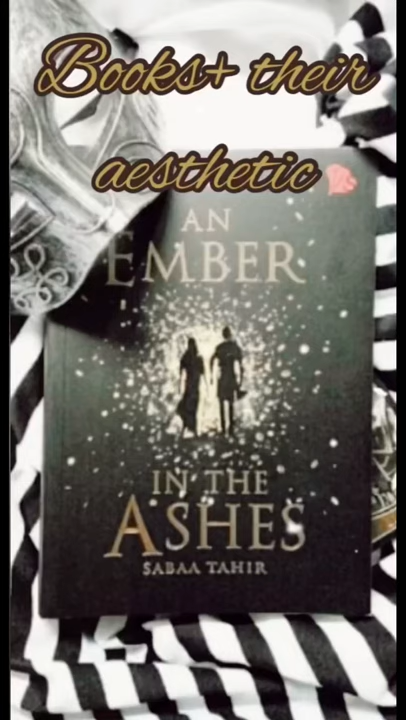 Books+ their
aesthetic
AN
EMBER
IN THE
ASHES
SABAA TAHIR